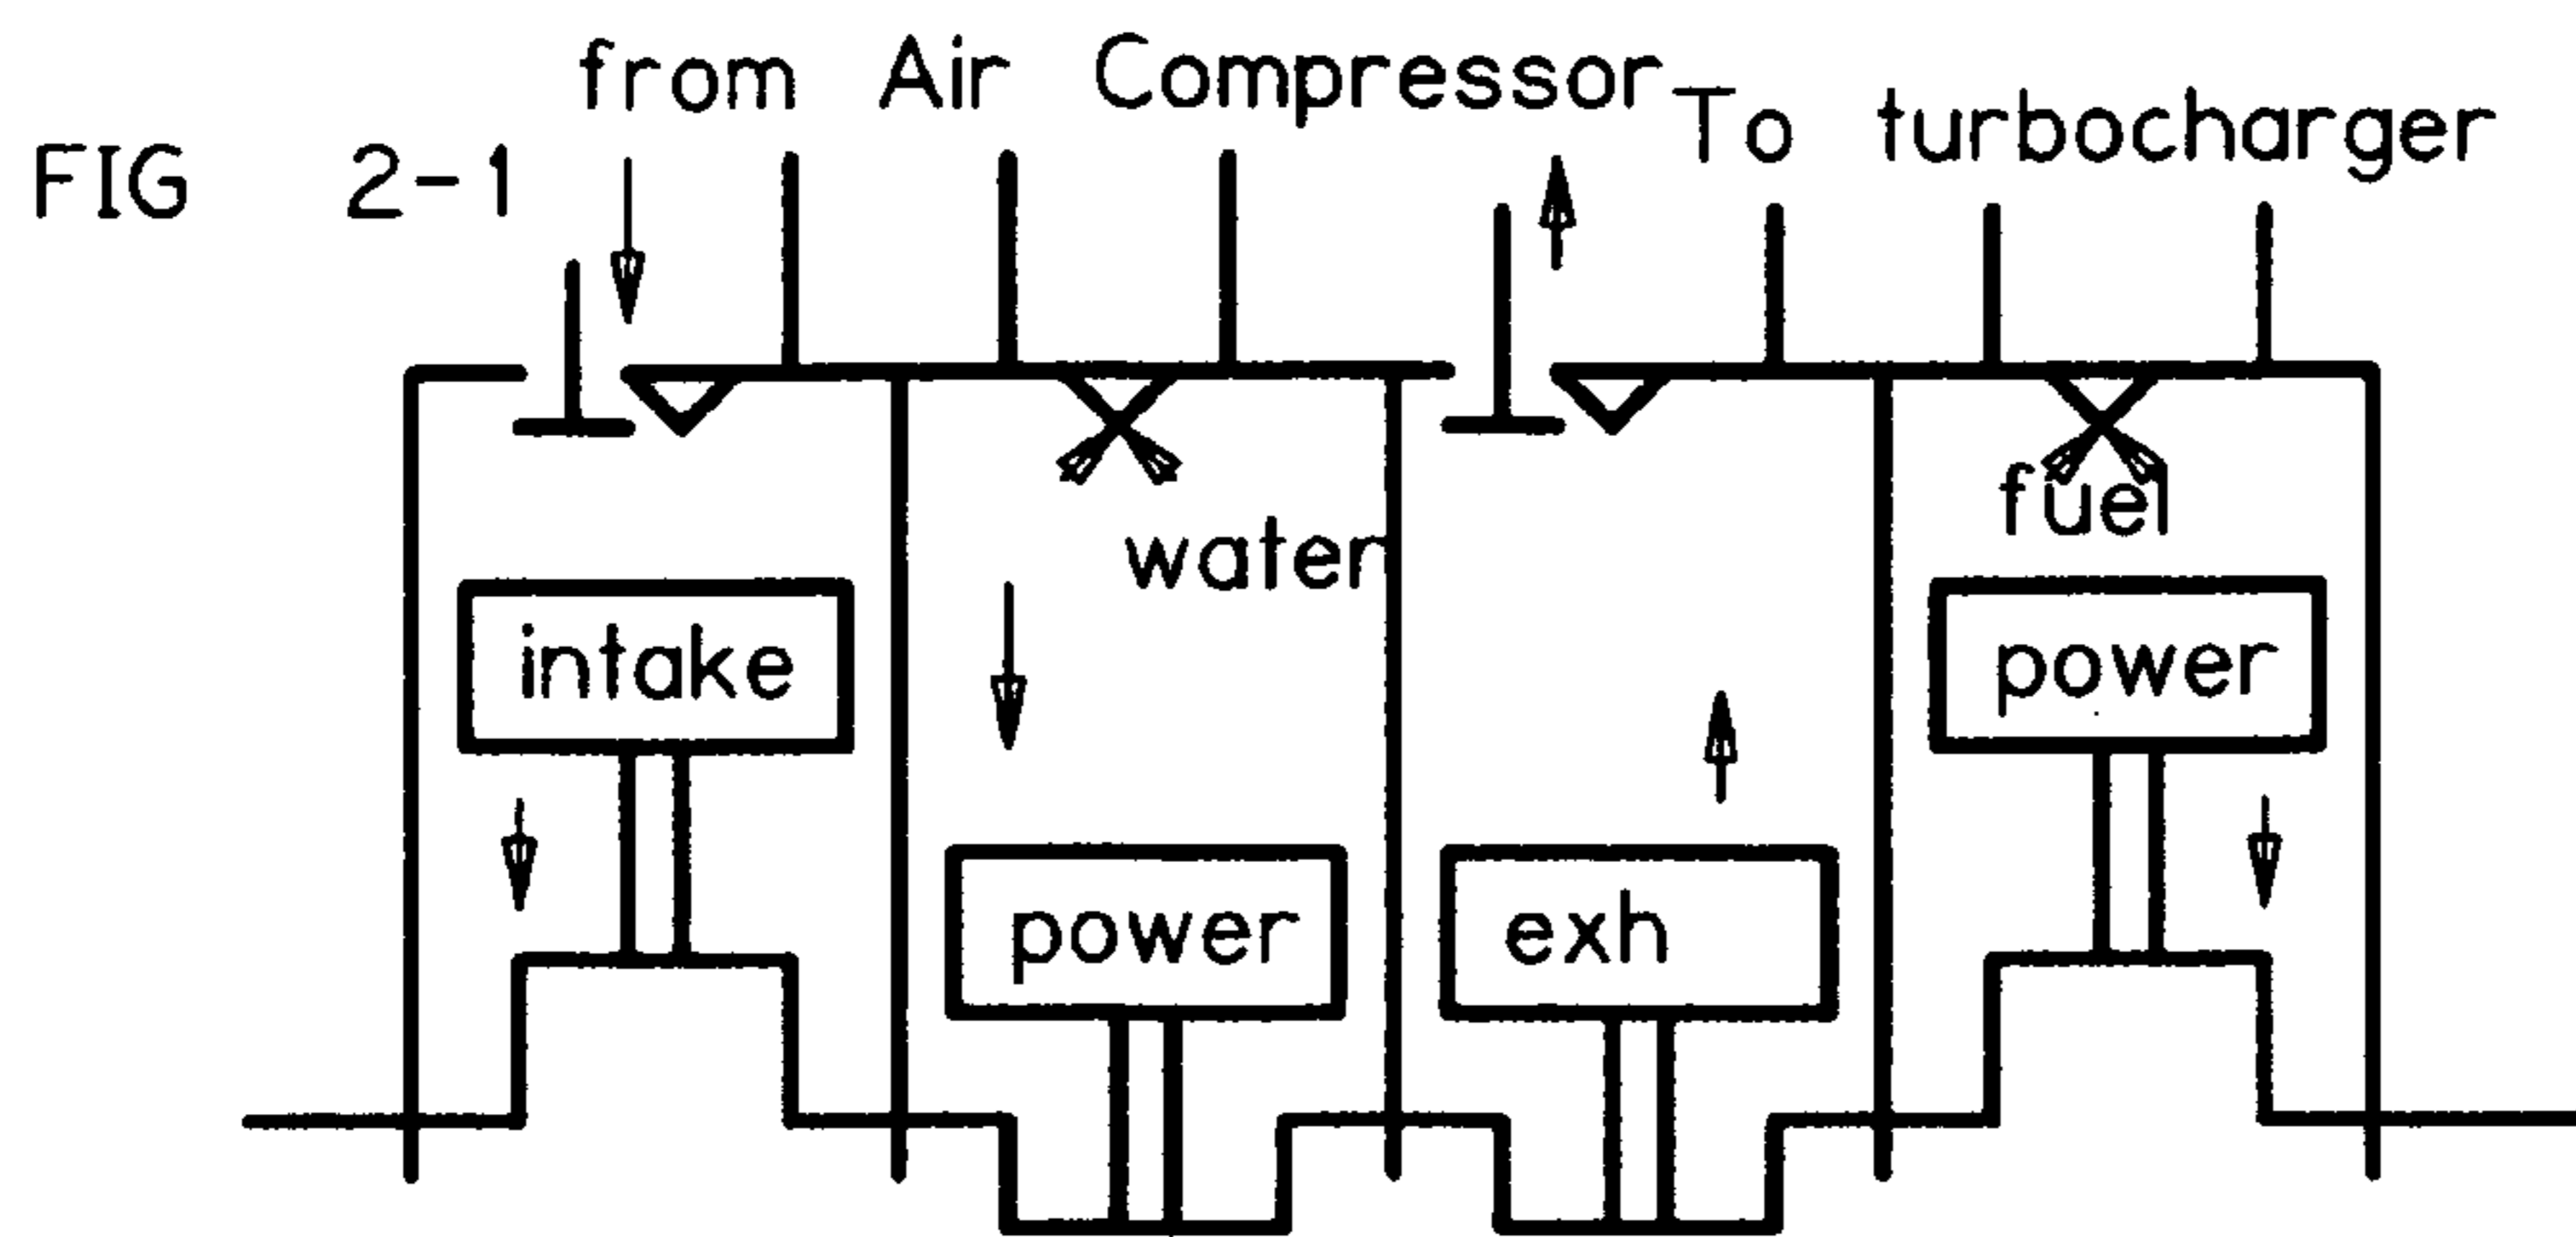 from Air Compressor
To turbocharger
FIG 2-1
fuel
water
intake
power
power
exh